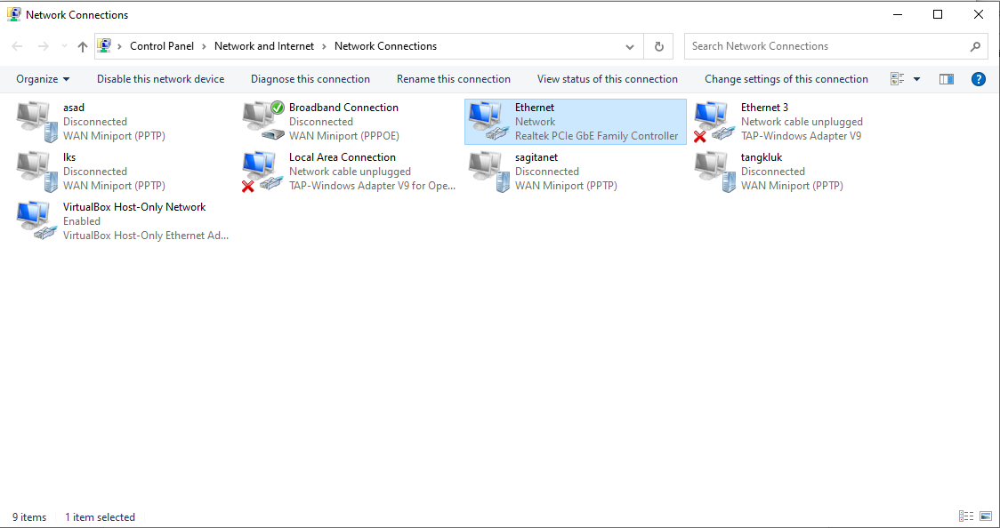 Network Connections
Control Panel > Network and Internet > Network Connections
Search Network Connections
Organize Disable this network device Diagnose this connection Rename this connection View status of this connection Change settings of this connection
asad
Disconnected
WAN Miniport (PPTP)
Broadband Connection
Disconnected
WAN Miniport (PPPOE)
Ethernet
Network
Realtek PCIe GbE Family Controller
Ethernet 3
Network cable unplugged
TAP-Windows Adapter V9
lks
Disconnected
WAN Miniport (PPTP)
Local Area Connection
Network cable unplugged
TAP-Windows Adapter V9 for Ope...
sagitanet
Disconnected
WAN Miniport (PPTP)
tangkluk
Disconnected
WAN Miniport (PPTP)
VirtualBox Host-Only Network
Enabled
VirtualBox Host-Only Ethernet Ad...
9 items 1 item selected